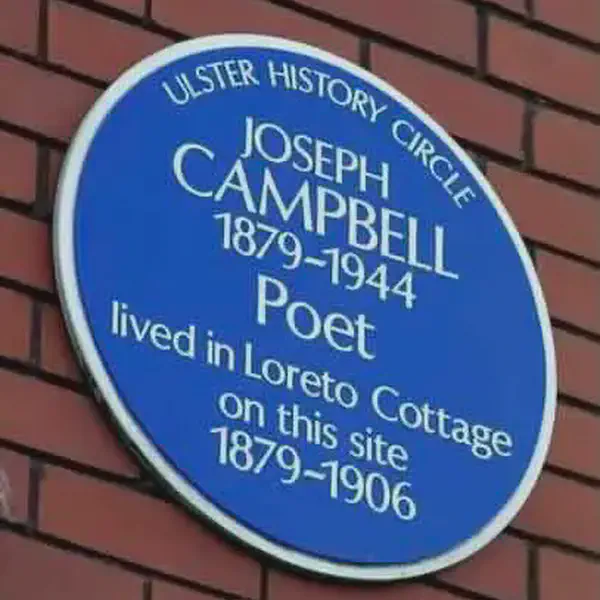 ULSTER HISTORY CIRCLE
JOSEPH
CAMPBELL
1879~1944
Poet
lived in Loreto Cottage
on this site
1879~1906